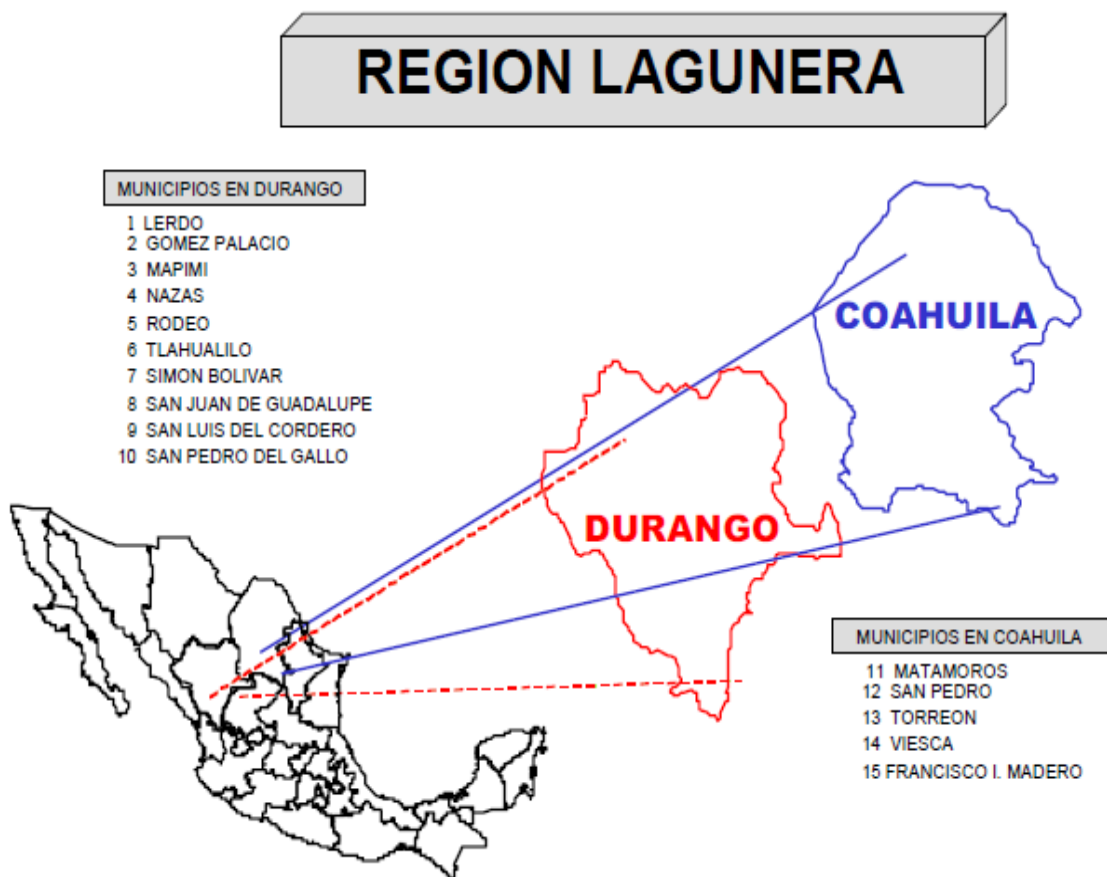 REGION LAGUNERA
MUNICIPIOS EN DURANGO
1 LERDO
2 GOMEZ PALACIO
3 MAPIMI
4 NAZAS
5 RODEO
6 TLAHUALILO
7 SIMON BOLIVAR
8 SAN JUAN DE GUADALUPE
9 SAN LUIS DEL CORDERO
10 SAN PEDRO DEL GALLO
COAHUILA
DURANGO
MUNICIPIOS EN COAHUILA
11 MATAMOROS
12 SAN PEDRO
13 TORREON
14 VIESCA
15 FRANCISCO I. MADERO